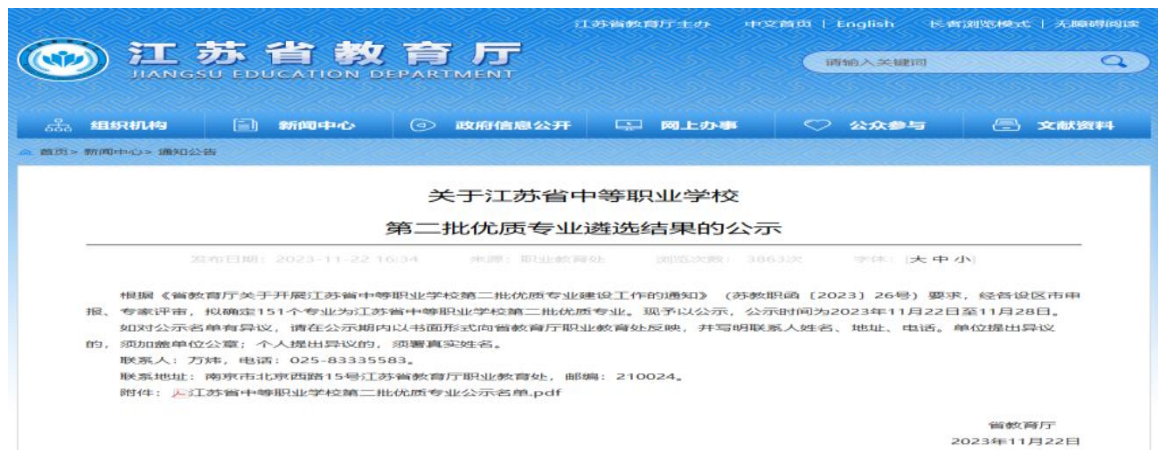 江苏省教育厅主办 中文首页 | English 长者浏览模式 | 无障碍阅读
江苏省教育厅
JIANGSU EDUCATION DEPARTMENT
请输入关键词
组织机构 新闻中心 政府信息公开 网上办事 公众参与 文献资料
首页> 新闻中心> 通知公告
关于江苏省中等职业学校
第二批优质专业遴选结果的公示
发布日期: 2023-11-22 16:34 来源: 职业教育处 浏览次数: 3863次 字体: [大 中 小]
根据《省教育厅关于开展江苏省中等职业学校第二批优质专业建设工作的通知》（苏教职函〔2023〕26号）要求，经各设区市申
报、专家评审，拟确定151个专业为江苏省中等职业学校第二批优质专业。现予以公示，公示时间为2023年11月22日至11月28日。
如对公示名单有异议，请在公示期内以书面形式向省教育厅职业教育处反映，并写明联系人姓名、地址、电话。单位提出异议
的，须加盖单位公章；个人提出异议的，须署真实姓名。
联系人：万炜，电话：025-83335583。
联系地址：南京市北京西路15号江苏省教育厅职业教育处，邮编：210024。
附件：江苏省中等职业学校第二批优质专业公示名单.pdf
省教育厅
2023年11月22日